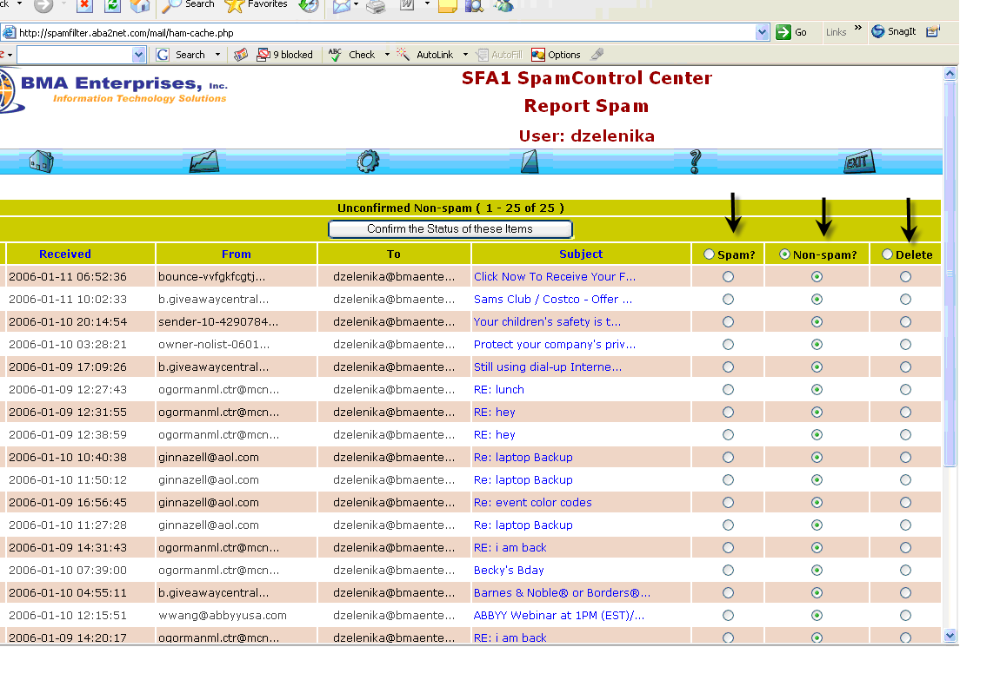 ck Search Favorites
http://spamfilter.aba2net.com/mail/ham-cache.php Go Links » SnagIt
G Search 9 blocked ABC Check AutoLink AutoFill Options
BMA Enterprises, Inc.
Information Technology Solutions
SFA1 SpamControl Center
Report Spam
User: dzelenika
? EXIT
Unconfirmed Non-spam ( 1 - 25 of 25 )
Confirm the Status of these Items
Received From To Subject Spam? Non-spam? Delete
2006-01-11 06:52:36 bounce-vvfgkfcgtj... dzelenika@bmaente... Click Now To Receive Your F...
2006-01-11 10:02:33 b.giveawaycentral... dzelenika@bmaente... Sams Club / Costco - Offer ...
2006-01-10 20:14:54 sender-10-4290784... dzelenika@bmaente... Your children's safety is t...
2006-01-10 03:28:21 owner-nolist-0601... dzelenika@bmaente... Protect your company's priv...
2006-01-09 17:09:26 b.giveawaycentral... dzelenika@bmaente... Still using dial-up Interne...
2006-01-09 12:27:43 ogormanml.ctr@mcn... dzelenika@bmaente... RE: lunch
2006-01-09 12:31:55 ogormanml.ctr@mcn... dzelenika@bmaente... RE: hey
2006-01-09 12:38:59 ogormanml.ctr@mcn... dzelenika@bmaente... RE: hey
2006-01-10 10:40:38 ginnazell@aol.com dzelenika@bmaente... Re: laptop Backup
2006-01-10 11:50:12 ginnazell@aol.com dzelenika@bmaente... Re: laptop Backup
2006-01-09 16:56:45 ginnazell@aol.com dzelenika@bmaente... Re: event color codes
2006-01-10 11:27:28 ginnazell@aol.com dzelenika@bmaente... Re: laptop Backup
2006-01-09 14:31:43 ogormanml.ctr@mcn... dzelenika@bmaente... RE: i am back
2006-01-10 07:39:00 ogormanml.ctr@mcn... dzelenika@bmaente... Becky's Bday
2006-01-10 04:55:11 b.giveawaycentral... dzelenika@bmaente... Barnes & Noble® or Borders®...
2006-01-10 12:15:51 wwang@abbyyusa.com dzelenika@bmaente... ABBYY Webinar at 1PM (EST)/...
2006-01-09 14:20:17 ogormanml.ctr@mcn... dzelenika@bmaente... RE: i am back